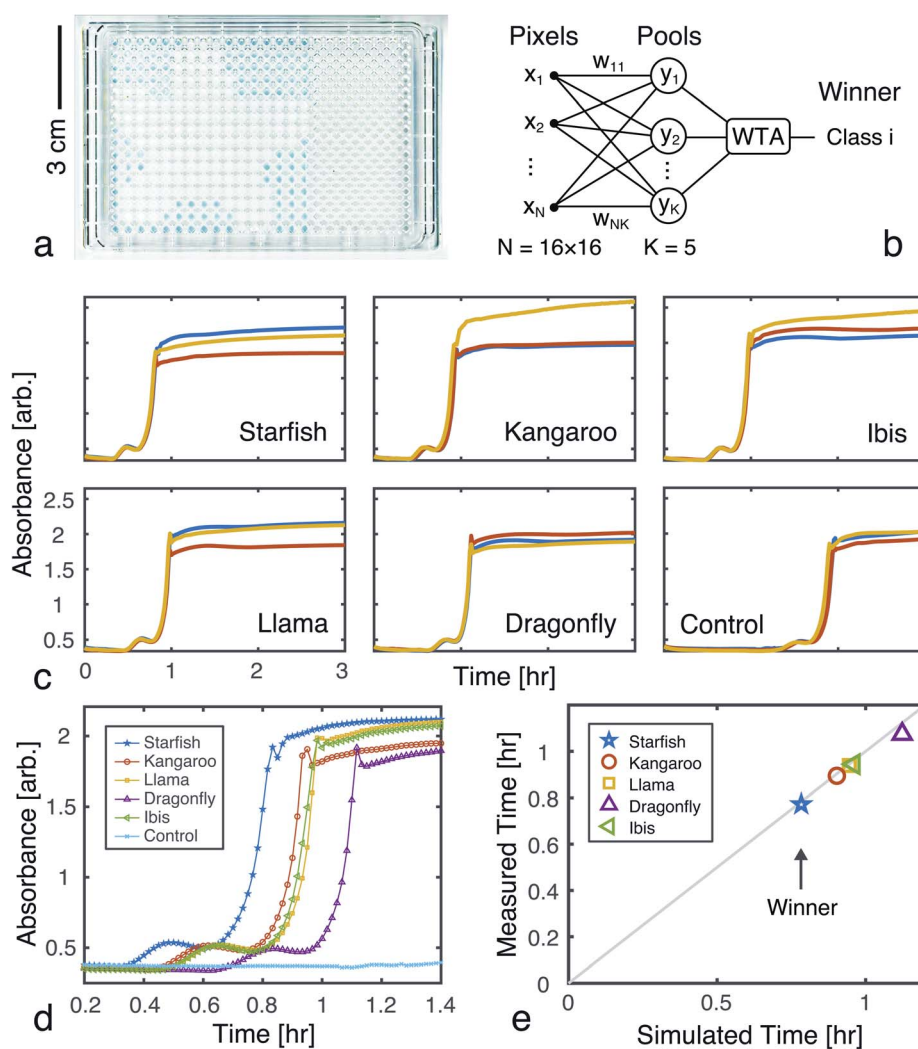 3 cm
a
Pixels Pools
x1 w11 y1
x2 y2 WTA Winner
Class i
⋮ ⋮
xN wNK yK
N = 16×16 K = 5
b
Absorbance [arb.]
Starfish Kangaroo Ibis
2.5
2
1.5
1
0.5
Llama Dragonfly Control
0 1 2 3
c Time [hr]
Absorbance [arb.]
2
1.5
1
0.5
Starfish
Kangaroo
Llama
Dragonfly
Ibis
Control
0.2 0.4 0.6 0.8 1 1.2 1.4
d Time [hr]
Measured Time [hr]
1
0.8
0.6
0.4
0.2
0
Starfish
Kangaroo
Llama
Dragonfly
Ibis
Winner
0 0.5 1
Simulated Time [hr]
e